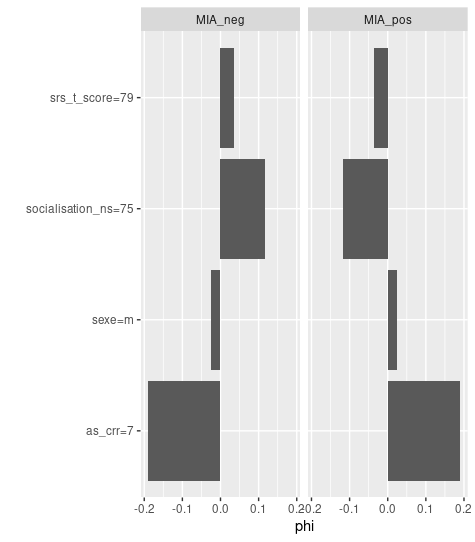 MIA_neg MIA_pos
srs_t_score=79
socialisation_ns=75
sexe=m
as_crr=7
-0.2 -0.1 0.0 0.1 0.2 -0.2 -0.1 0.0 0.1 0.2
phi